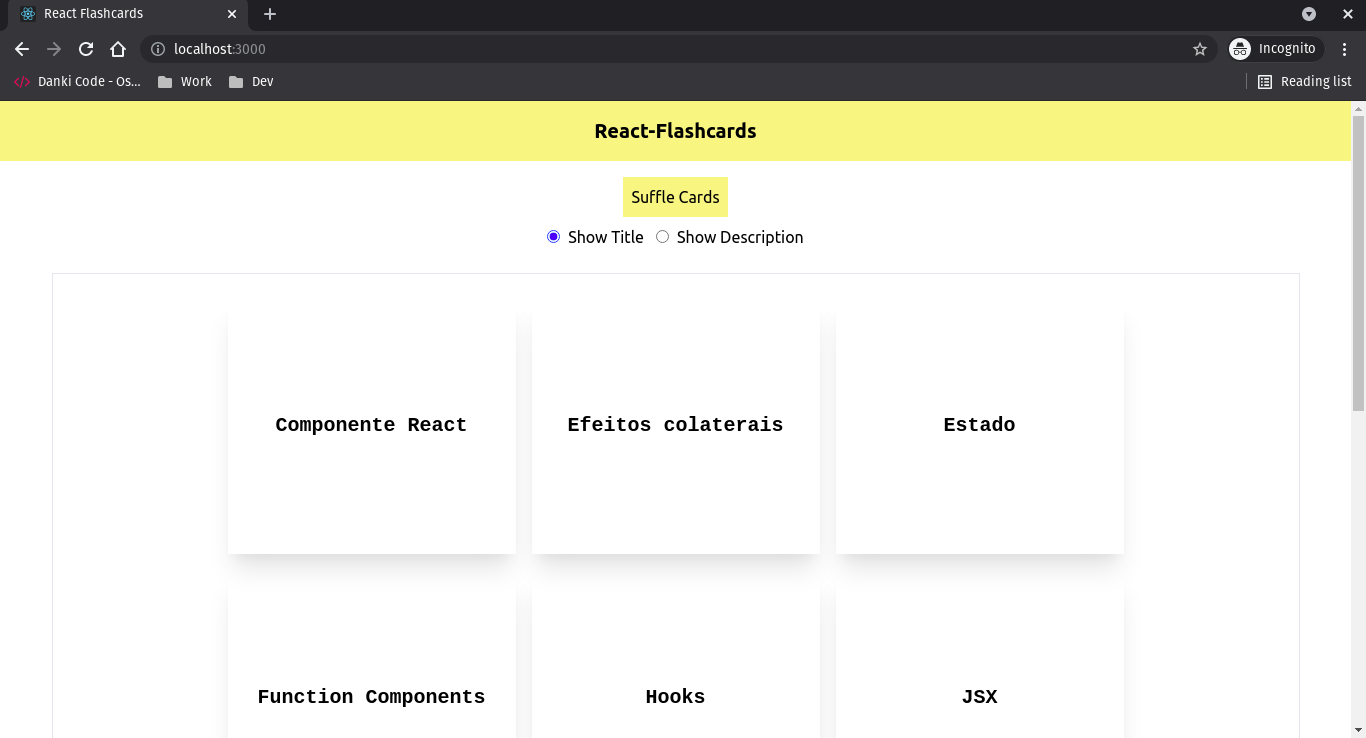 React Flashcards
localhost:3000
Incognito
Danki Code - Os...
Work
Dev
Reading list
React-Flashcards
Suffle Cards
Show Title
Show Description
Componente React
Efeitos colaterais
Estado
Function Components
Hooks
JSX